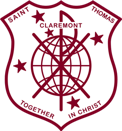 SAINT THOMAS
CLAREMONT
TOGETHER IN CHRIST